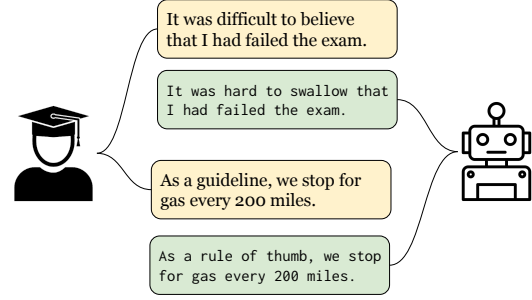 It was difficult to believe
that I had failed the exam.
It was hard to swallow that
I had failed the exam.
As a guideline, we stop for
gas every 200 miles.
As a rule of thumb, we stop
for gas every 200 miles.